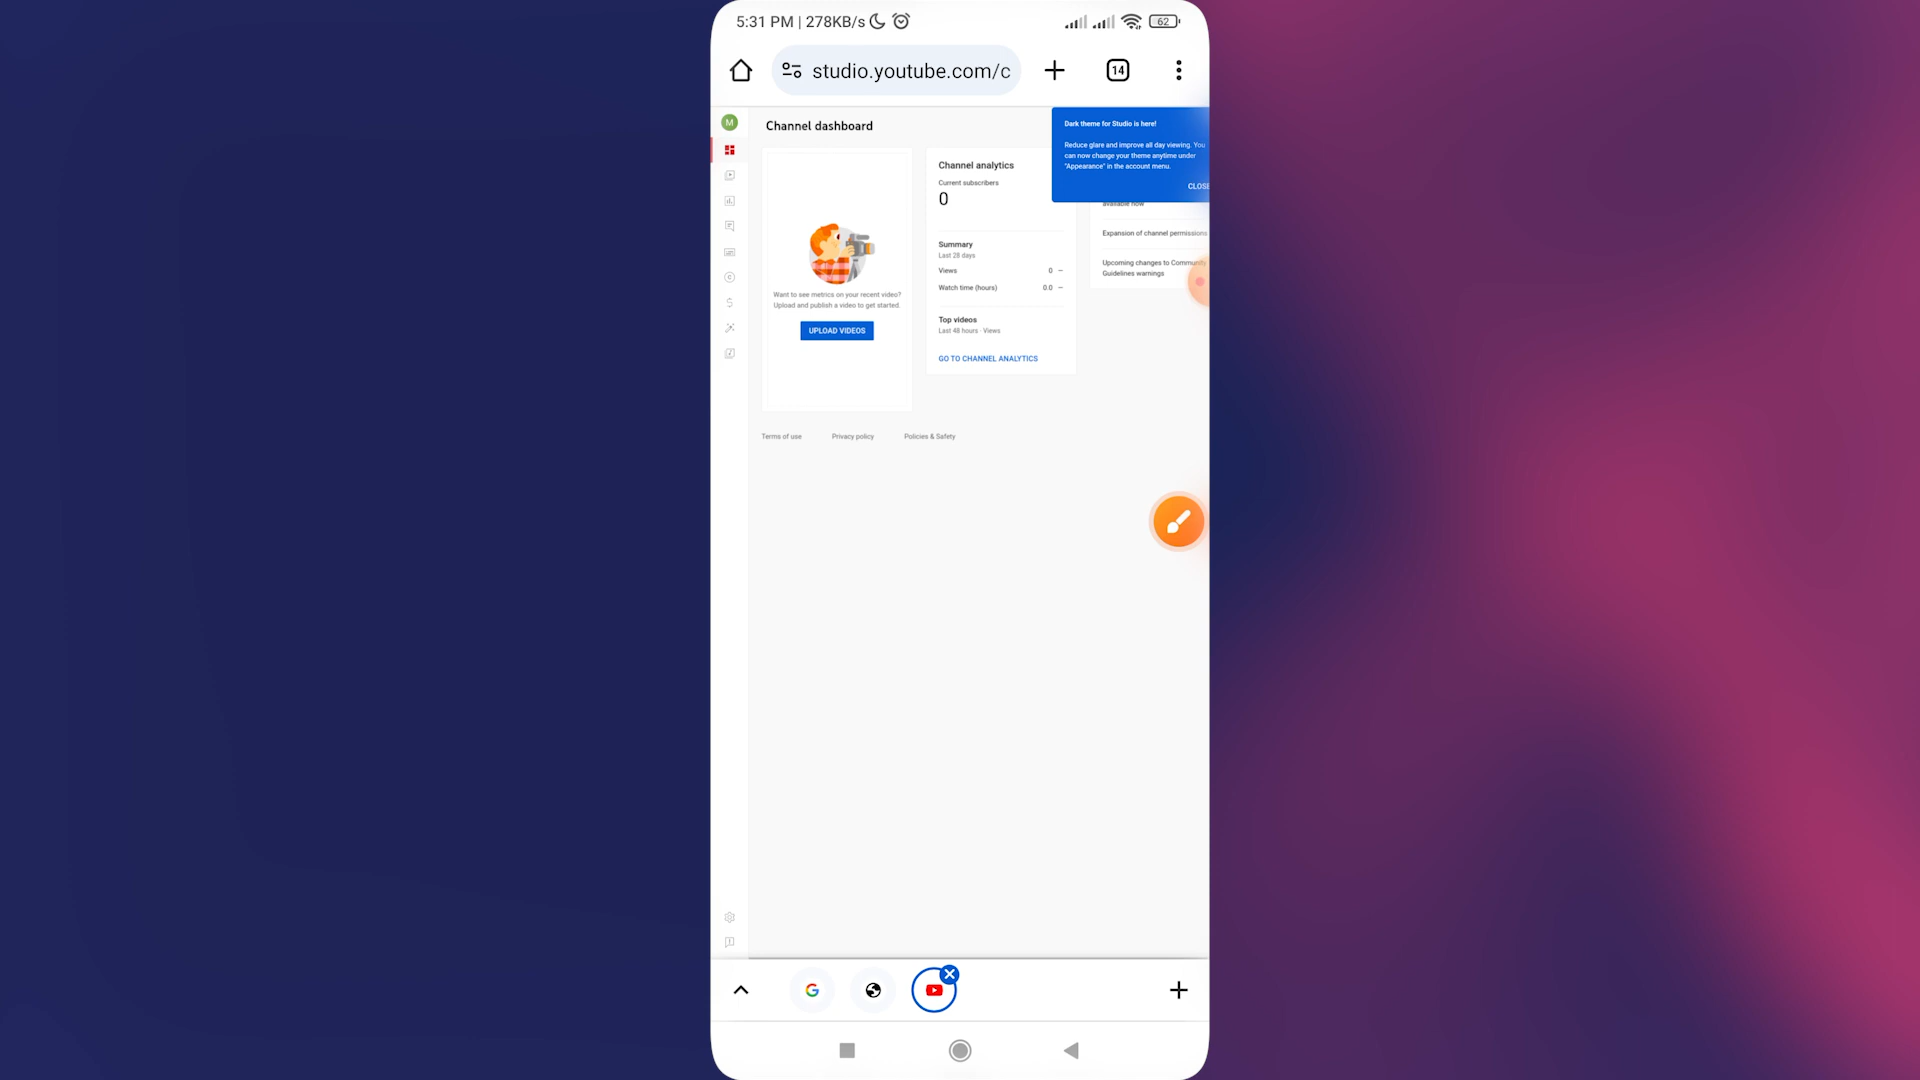 5:31 PM | 278KB/s
62
studio.youtube.com/c
14
M
Channel dashboard
Dark theme for Studio is here!
Reduce glare and improve all day viewing. You
can now change your theme anytime under
"Appearance" in the account menu.
CLOSE
Want to see metrics on your recent video?
Upload and publish a video to get started.
UPLOAD VIDEOS
Channel analytics
Current subscribers
0
Summary
Last 28 days
Views 0 —
Watch time (hours) 0.0 —
Top videos
Last 48 hours · Views
GO TO CHANNEL ANALYTICS
available now
Expansion of channel permissions
Upcoming changes to Community
Guidelines warnings
Terms of use Privacy policy Policies & Safety